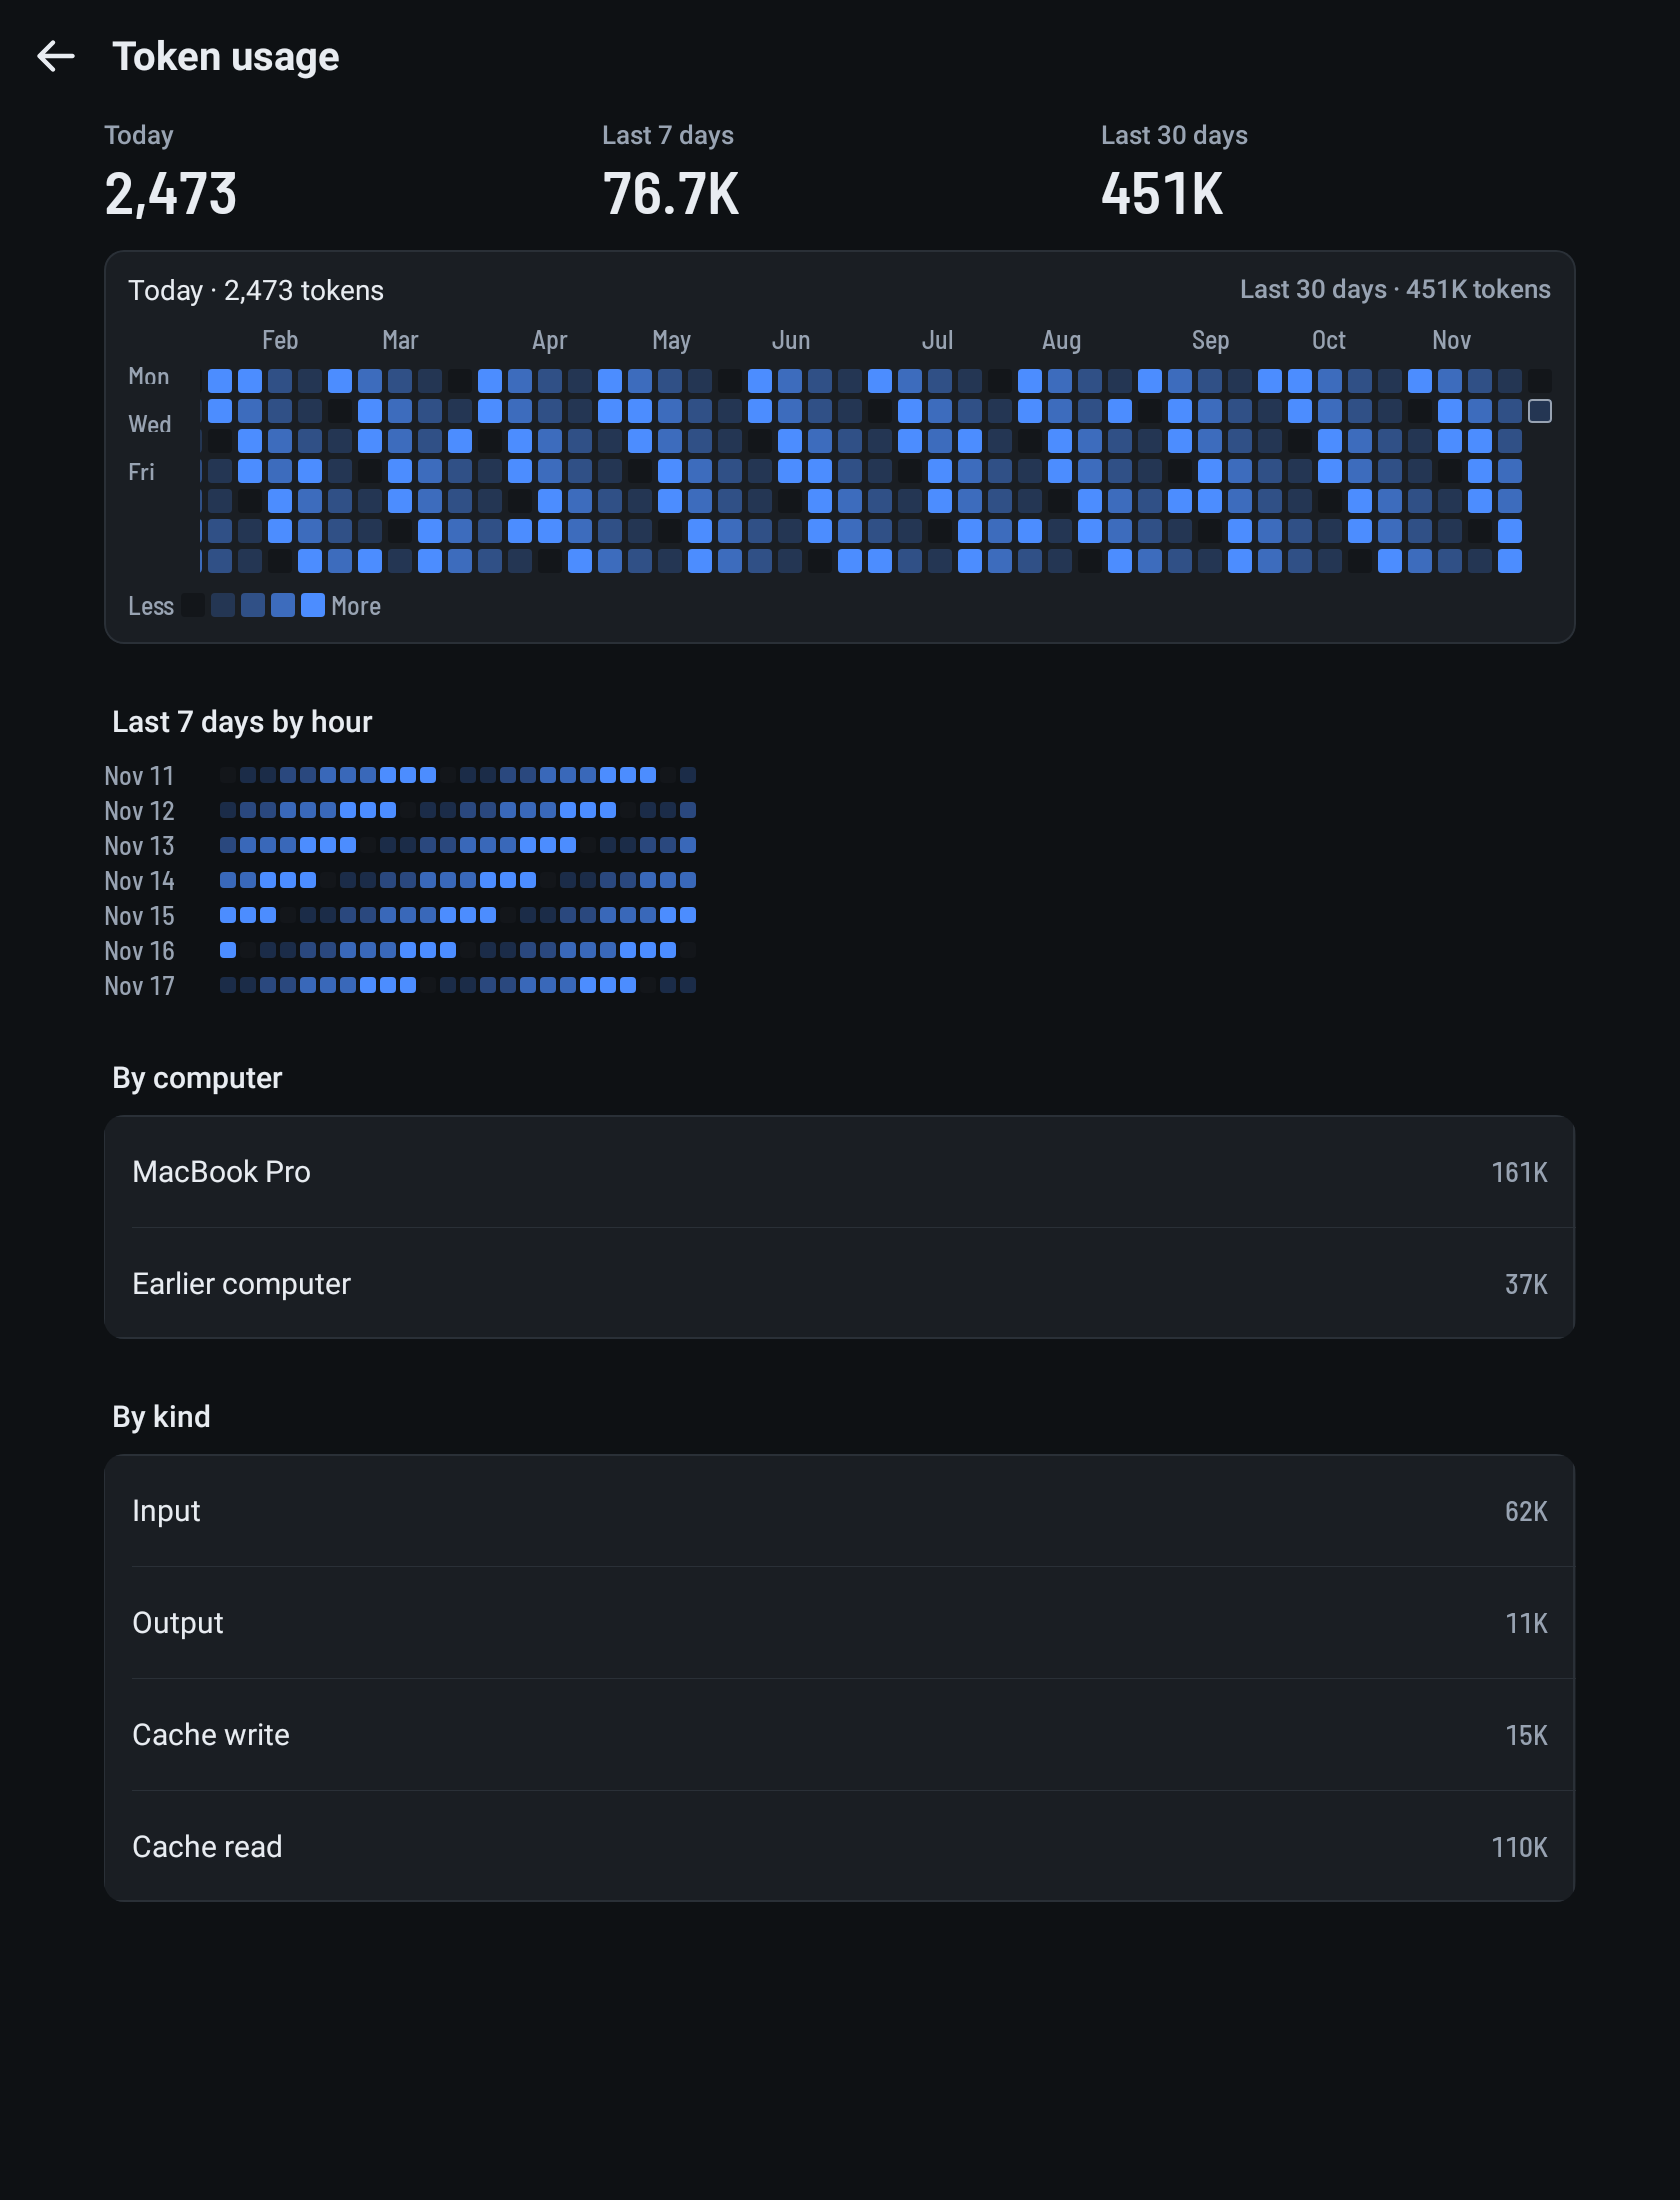 Token usage
Today
2,473
Last 7 days
76.7K
Last 30 days
451K
Today · 2,473 tokens
Last 30 days · 451K tokens
Feb Mar Apr May Jun Jul Aug Sep Oct Nov
Mon
Wed
Fri
Less More
Last 7 days by hour
Nov 11
Nov 12
Nov 13
Nov 14
Nov 15
Nov 16
Nov 17
By computer
MacBook Pro 161K
Earlier computer 37K
By kind
Input 62K
Output 11K
Cache write 15K
Cache read 110K